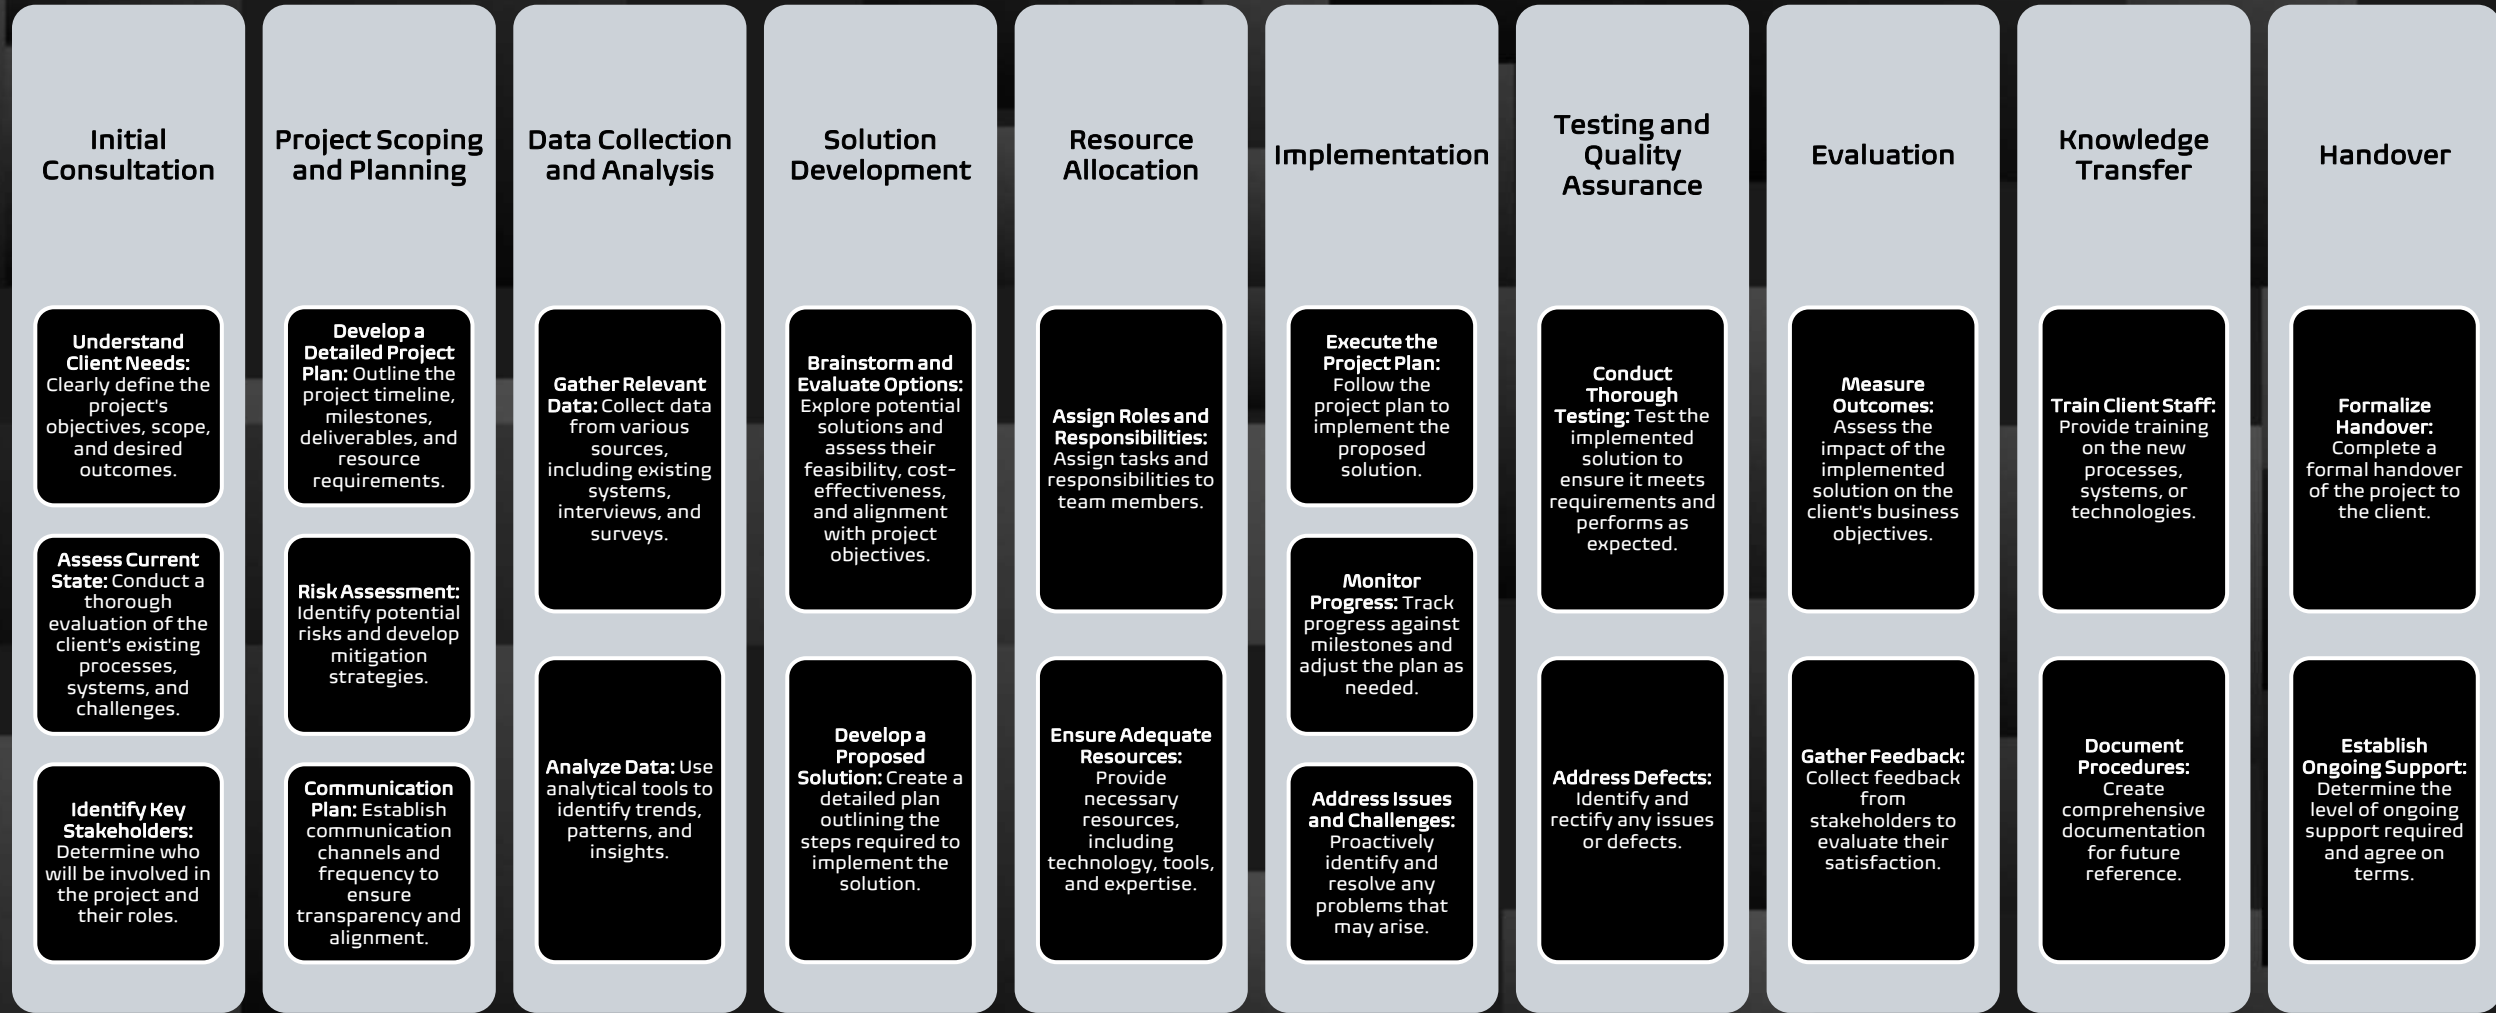 Initial
Consultation
Understand
Client Needs:
Clearly define the
project's
objectives, scope,
and desired
outcomes.
Assess Current
State: Conduct a
thorough
evaluation of the
client's existing
processes,
systems, and
challenges.
Identify Key
Stakeholders:
Determine who
will be involved in
the project and
their roles.
Project Scoping
and Planning
Develop a
Detailed Project
Plan: Outline the
project timeline,
milestones,
deliverables, and
resource
requirements.
Risk Assessment:
Identify potential
risks and develop
mitigation
strategies.
Communication
Plan: Establish
communication
channels and
frequency to
ensure
transparency and
alignment.
Data Collection
and Analysis
Gather Relevant
Data: Collect data
from various
sources,
including existing
systems,
interviews, and
surveys.
Analyze Data: Use
analytical tools to
identify trends,
patterns, and
insights.
Solution
Development
Brainstorm and
Evaluate Options:
Explore potential
solutions and
assess their
feasibility, cost-
effectiveness,
and alignment
with project
objectives.
Develop a
Proposed
Solution: Create a
detailed plan
outlining the
steps required to
implement the
solution.
Resource
Allocation
Assign Roles and
Responsibilities:
Assign tasks and
responsibilities to
team members.
Ensure Adequate
Resources:
Provide
necessary
resources,
including
technology, tools,
and expertise.
Implementation
Execute the
Project Plan:
Follow the
project plan to
implement the
proposed
solution.
Monitor
Progress: Track
progress against
milestones and
adjust the plan as
needed.
Address Issues
and Challenges:
Proactively
identify and
resolve any
problems that
may arise.
Testing and
Quality
Assurance
Conduct
Thorough
Testing: Test the
implemented
solution to
ensure it meets
requirements and
performs as
expected.
Address Defects:
Identify and
rectify any issues
or defects.
Evaluation
Measure
Outcomes:
Assess the
impact of the
implemented
solution on the
client's business
objectives.
Gather Feedback:
Collect feedback
from
stakeholders to
evaluate their
satisfaction.
Knowledge
Transfer
Train Client Staff:
Provide training
on the new
processes,
systems, or
technologies.
Document
Procedures:
Create
comprehensive
documentation
for future
reference.
Handover
Formalize
Handover:
Complete a
formal handover
of the project to
the client.
Establish
Ongoing Support:
Determine the
level of ongoing
support required
and agree on
terms.